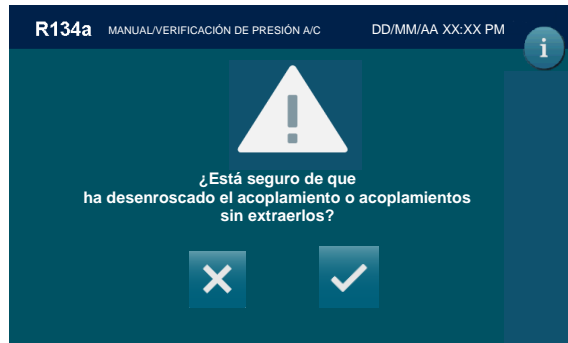 R134a MANUAL/VERIFICACIÓN DE PRESIÓN A/C DD/MM/AA XX:XX PM
i
!
¿Está seguro de que
ha desenroscado el acoplamiento o acoplamientos
sin extraerlos?